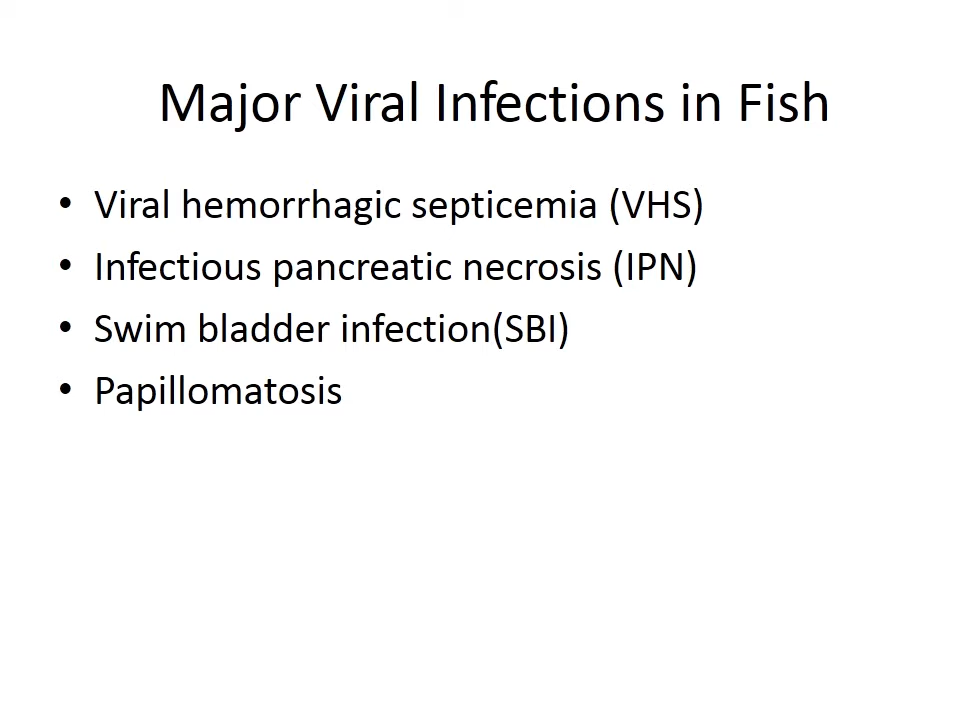 Major Viral Infections in Fish
• Viral hemorrhagic septicemia (VHS)
• Infectious pancreatic necrosis (IPN)
• Swim bladder infection(SBI)
• Papillomatosis